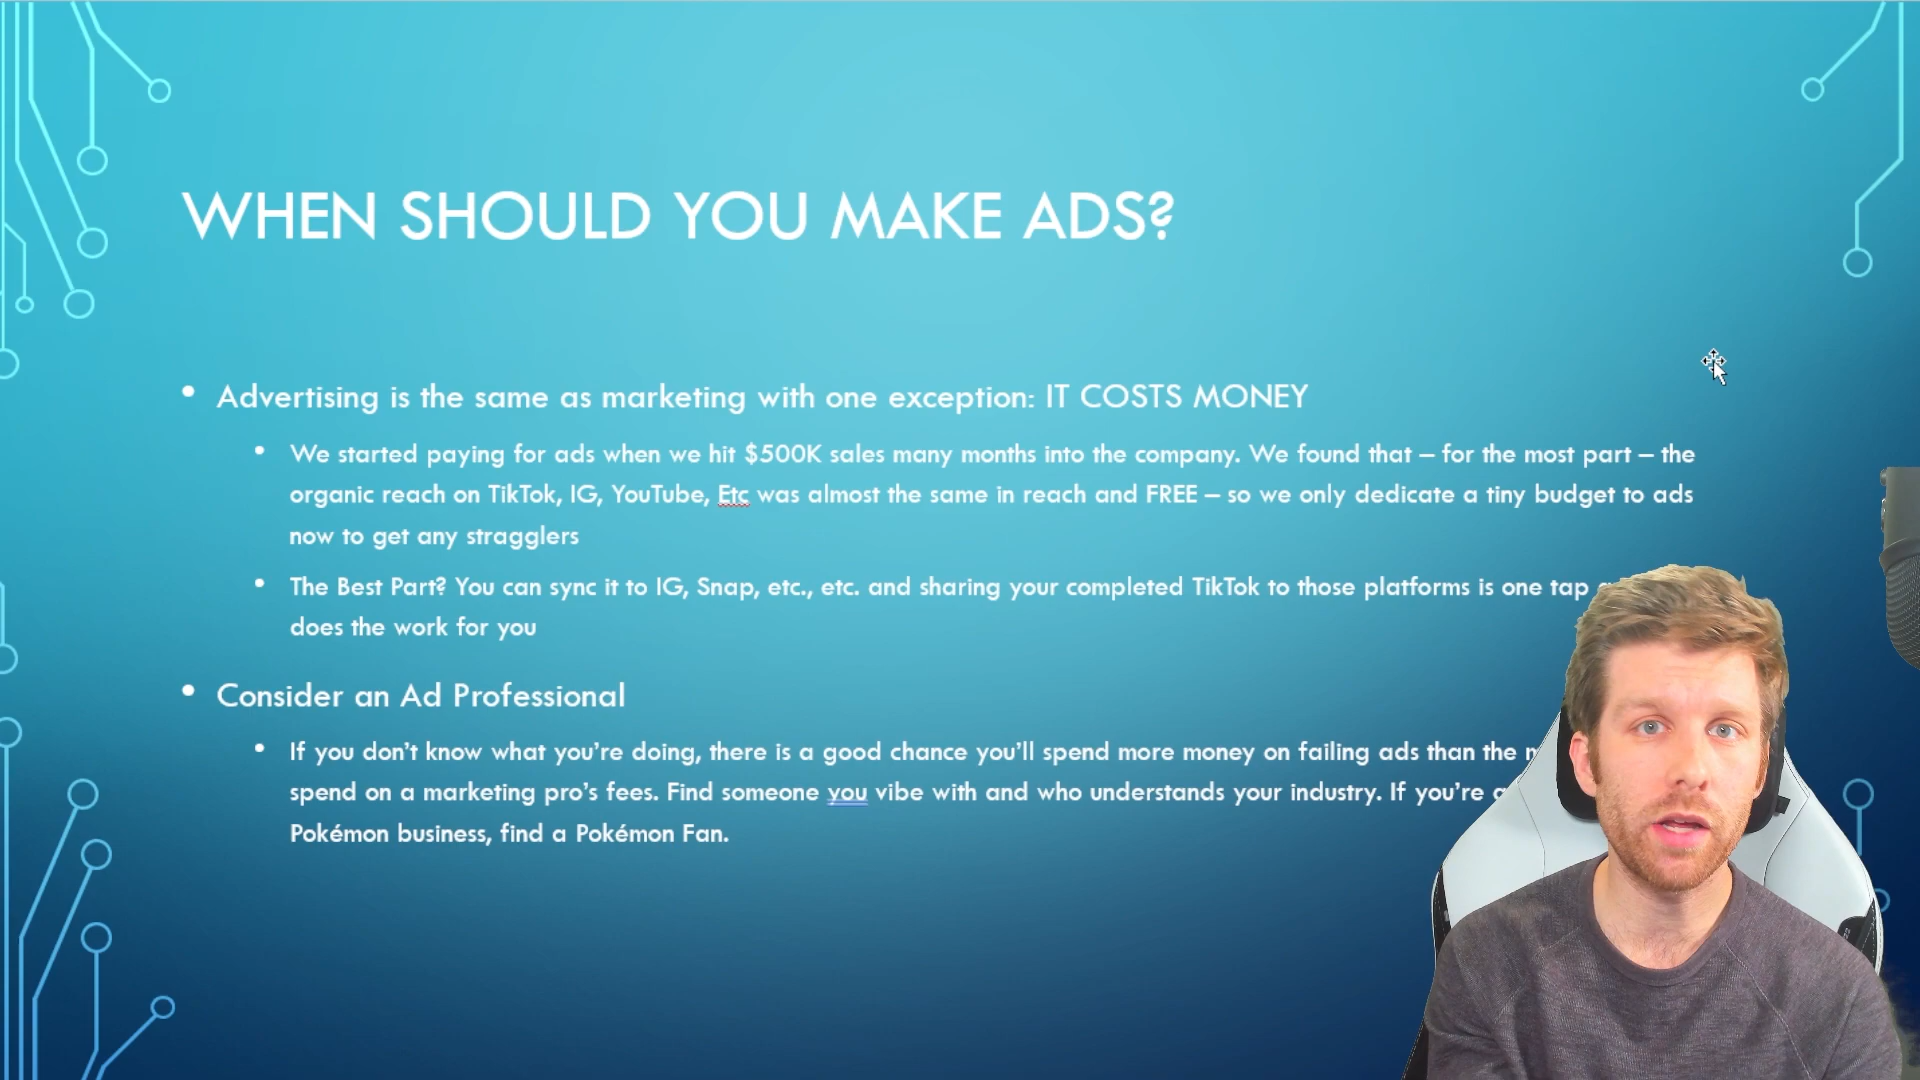 WHEN SHOULD YOU MAKE ADS?
• Advertising is the same as marketing with one exception: IT COSTS MONEY
• We started paying for ads when we hit $500K sales many months into the company. We found that – for the most part – the
organic reach on TikTok, IG, YouTube, Etc was almost the same in reach and FREE – so we only dedicate a tiny budget to ads
now to get any stragglers
• The Best Part? You can sync it to IG, Snap, etc., etc. and sharing your completed TikTok to those platforms is one tap
does the work for you
• Consider an Ad Professional
• If you don’t know what you’re doing, there is a good chance you’ll spend more money on failing ads than the
spend on a marketing pro’s fees. Find someone you vibe with and who understands your industry. If you’re
Pokémon business, find a Pokémon Fan.